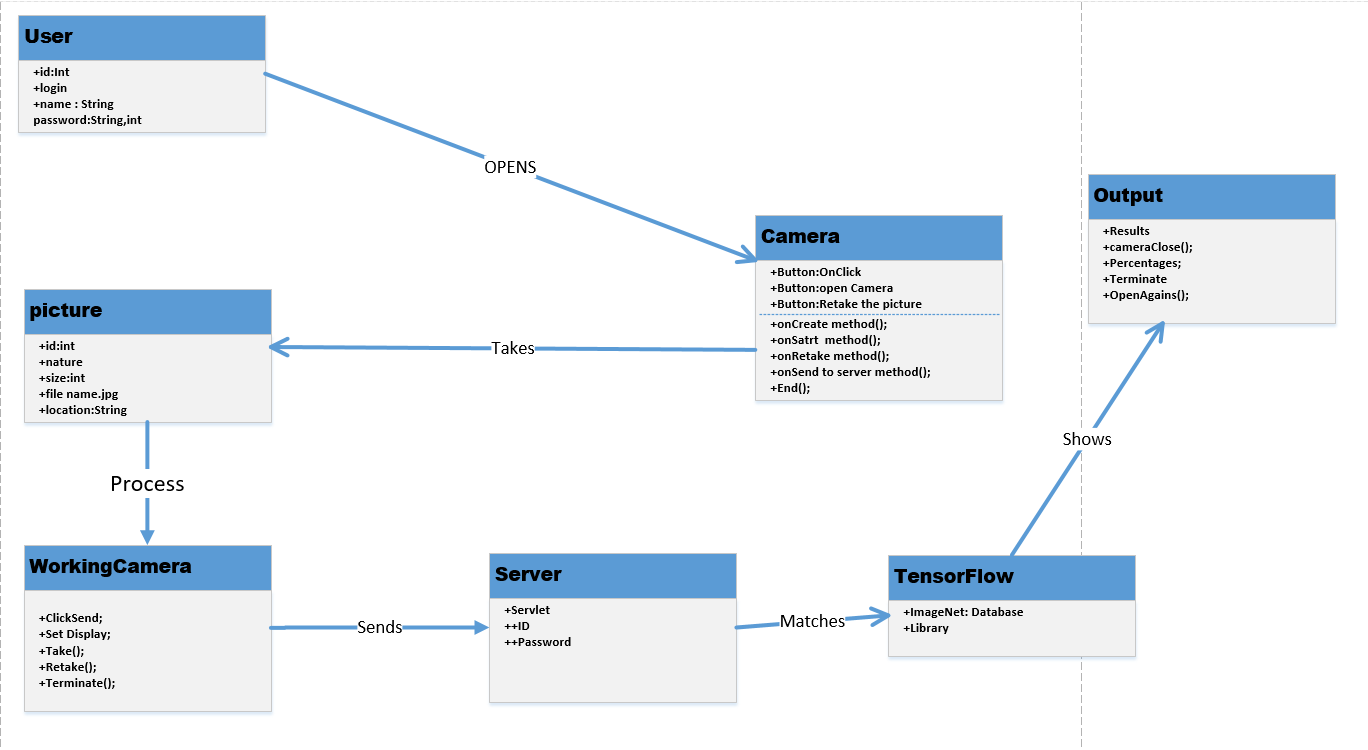 User
+id:Int
+login
+name : String
password:String,int
OPENS
Camera
+Button:OnClick
+Button:open Camera
+Button:Retake the picture
+onCreate method();
+onSatrt  method();
+onRetake method();
+onSend to server method();
+End();
Takes
picture
+id:int
+nature
+size:int
+file name.jpg
+location:String
Process
WorkingCamera
+ClickSend;
+Set Display;
+Take();
+Retake();
+Terminate();
Sends
Server
+Servlet
++ID
++Password
Matches
TensorFlow
+ImageNet: Database
+Library
Shows
Output
+Results
+cameraClose();
+Percentages;
+Terminate
+OpenAgains();